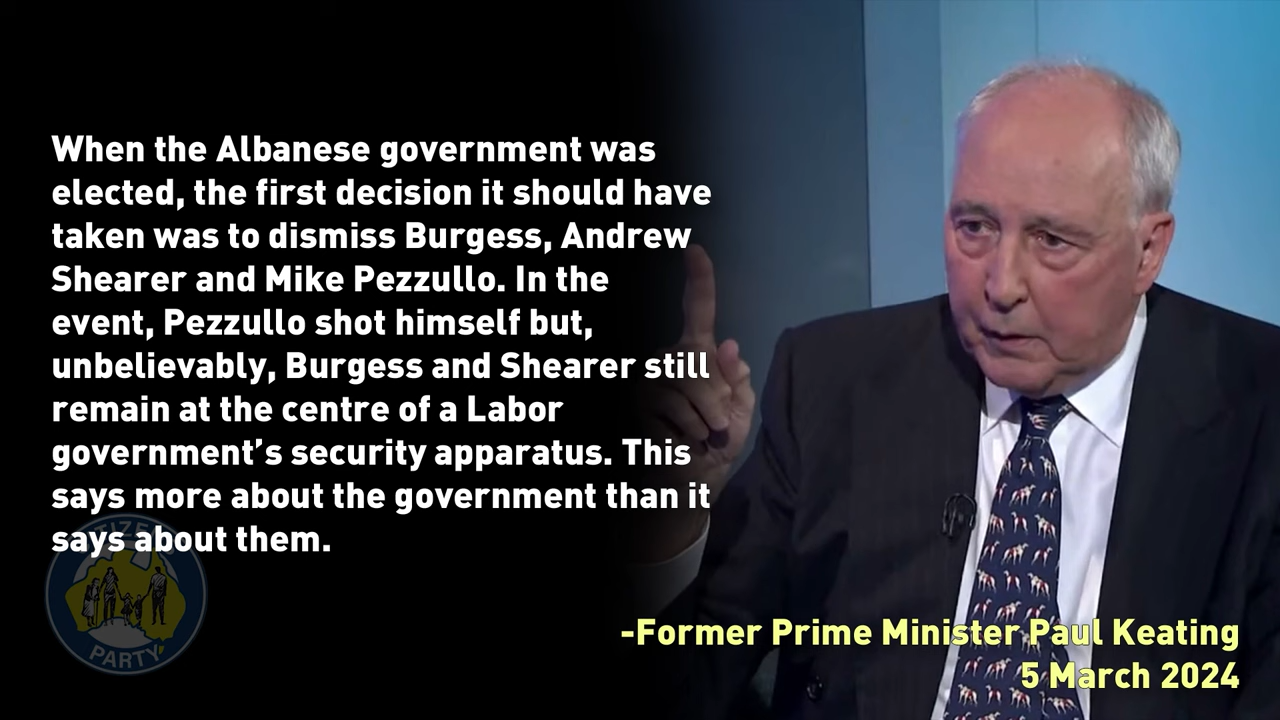 When the Albanese government was
elected, the first decision it should have
taken was to dismiss Burgess, Andrew
Shearer and Mike Pezzullo. In the
event, Pezzullo shot himself but,
unbelievably, Burgess and Shearer still
remain at the centre of a Labor
government’s security apparatus. This
says more about the government than it
says about them.
PARTY
-Former Prime Minister Paul Keating
5 March 2024